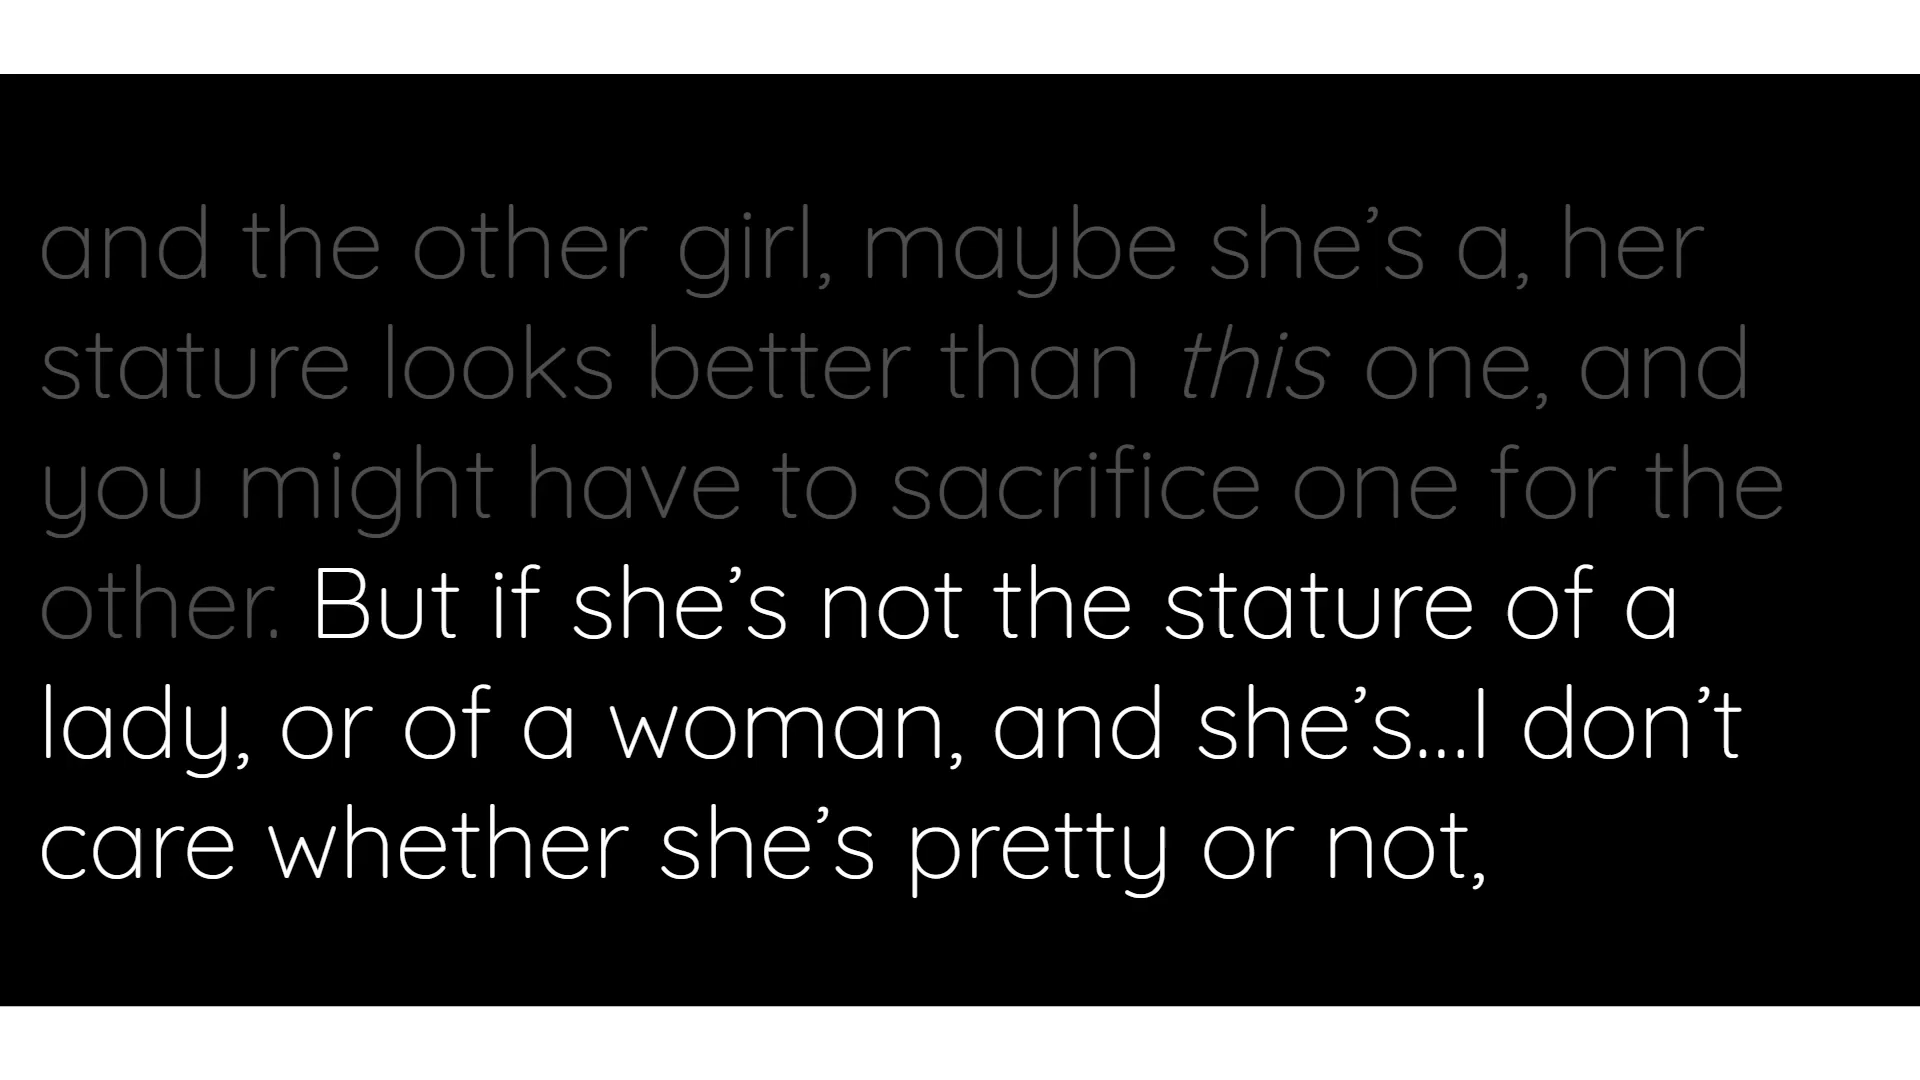 and the other girl, maybe she’s a, her
stature looks better than this one, and
you might have to sacrifice one for the
other. But if she’s not the stature of a
lady, or of a woman, and she’s...I don’t
care whether she’s pretty or not,